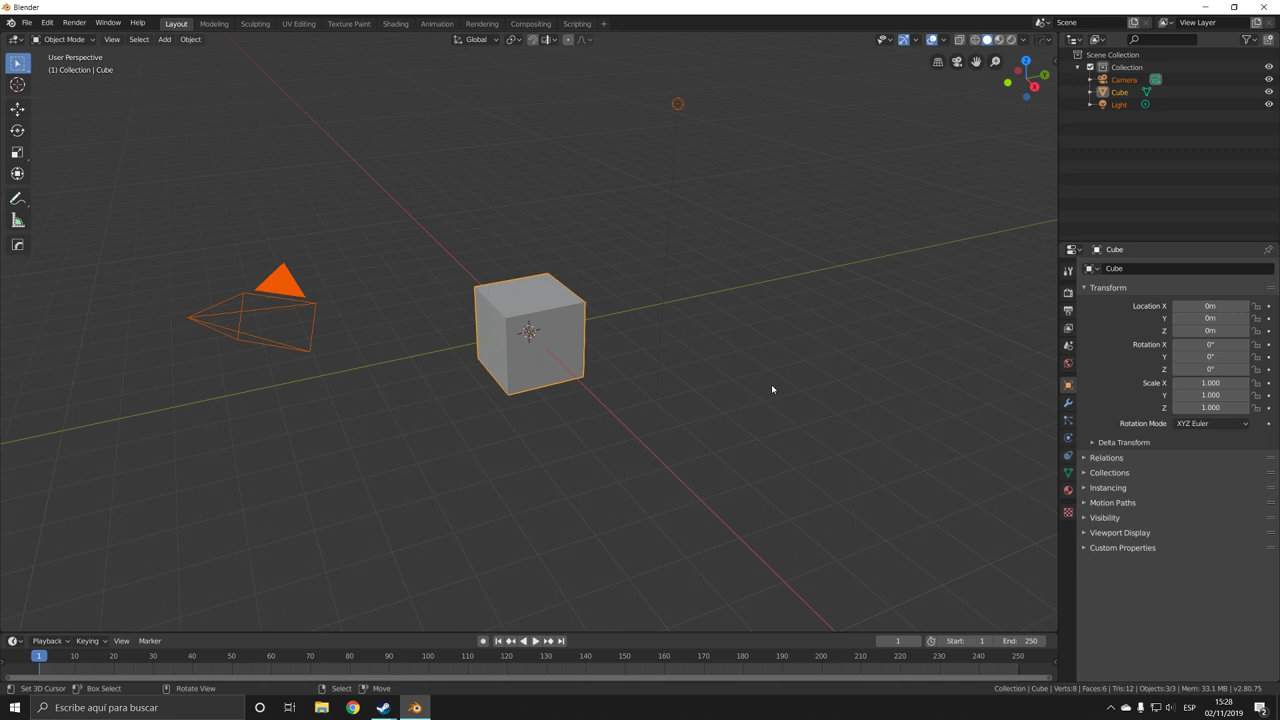 Blender
File Edit Render Window Help Layout Modeling Sculpting UV Editing Texture Paint Shading Animation Rendering Compositing Scripting + Scene View Layer
Object Mode View Select Add Object Global
User Perspective
(1) Collection | Cube
Z
Y
X
Scene Collection
Collection
Camera
Cube
Light
Cube
Cube
Transform
Location X 0m
Y 0m
Z 0m
Rotation X 0°
Y 0°
Z 0°
Scale X 1.000
Y 1.000
Z 1.000
Rotation Mode XYZ Euler
Delta Transform
Relations
Collections
Instancing
Motion Paths
Visibility
Viewport Display
Custom Properties
Playback Keying View Marker 1 Start: 1 End: 250
1 10 20 30 40 50 60 70 80 90 100 110 120 130 140 150 160 170 180 190 200 210 220 230 240 250
Set 3D Cursor Box Select Rotate View Select Move Collection | Cube | Verts:8 | Faces:6 | Tris:12 | Objects:3/3 | Mem: 33.1 MB | v2.80.75
Escribe aquí para buscar ESP 15:28
02/11/2019 2